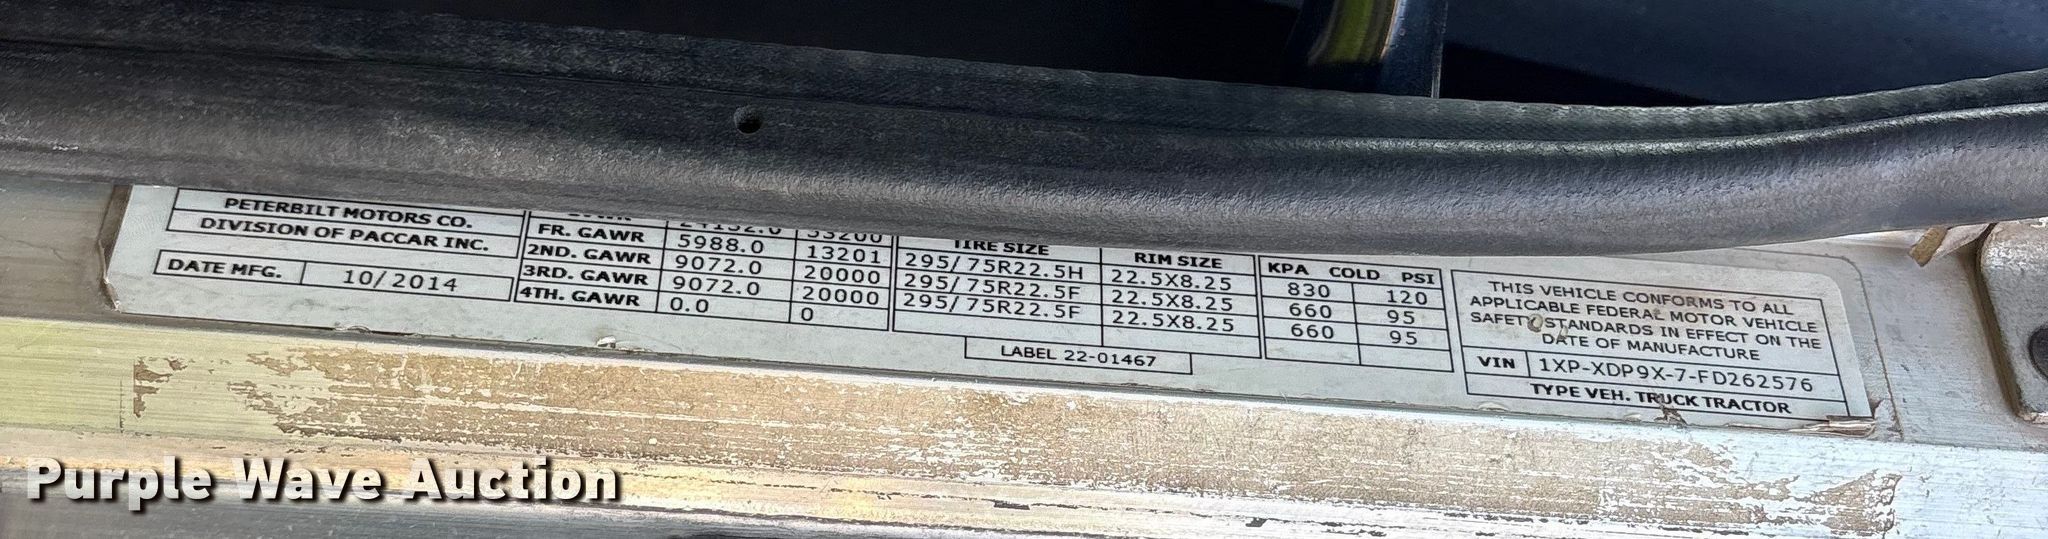 PETERBILT MOTORS CO.
DIVISION OF PACCAR INC.
DATE MFG. 10/2014
24132.0 53200
FR. GAWR 5988.0 13201
2ND. GAWR 9072.0 20000
3RD. GAWR 9072.0 20000
4TH. GAWR 0.0 0
TIRE SIZE RIM SIZE KPA COLD PSI
295/75R22.5H 22.5X8.25 830 120
295/75R22.5F 22.5X8.25 660 95
295/75R22.5F 22.5X8.25 660 95
LABEL 22-01467
THIS VEHICLE CONFORMS TO ALL
APPLICABLE FEDERAL MOTOR VEHICLE
SAFETY STANDARDS IN EFFECT ON THE
DATE OF MANUFACTURE
VIN 1XP-XDP9X-7-FD262576
TYPE VEH. TRUCK TRACTOR
Purple Wave Auction